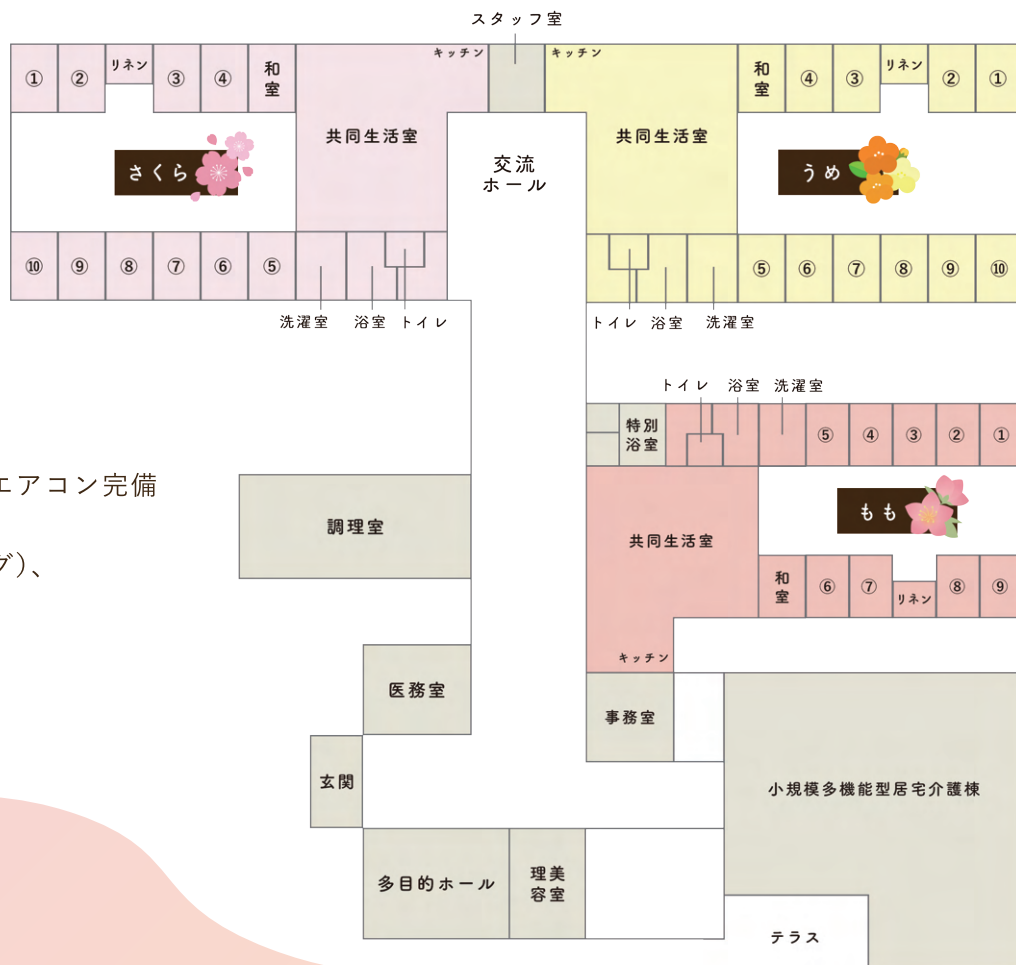 スタッフ室
① ② リネン ③ ④ 和室 キッチン
キッチン 和室 ④ ③ リネン ② ①
共同生活室
交流
ホール
共同生活室
さくら
うめ
⑩ ⑨ ⑧ ⑦ ⑥ ⑤
⑤ ⑥ ⑦ ⑧ ⑨ ⑩
洗濯室 浴室 トイレ
トイレ 浴室 洗濯室
トイレ 浴室 洗濯室
特別
浴室
⑤ ④ ③ ② ①
エアコン完備
もも
調理室
共同生活室
グ)、
和室 ⑥ ⑦ リネン ⑧ ⑨
キッチン
医務室
事務室
玄関
小規模多機能型居宅介護棟
多目的ホール
理美
容室
テラス